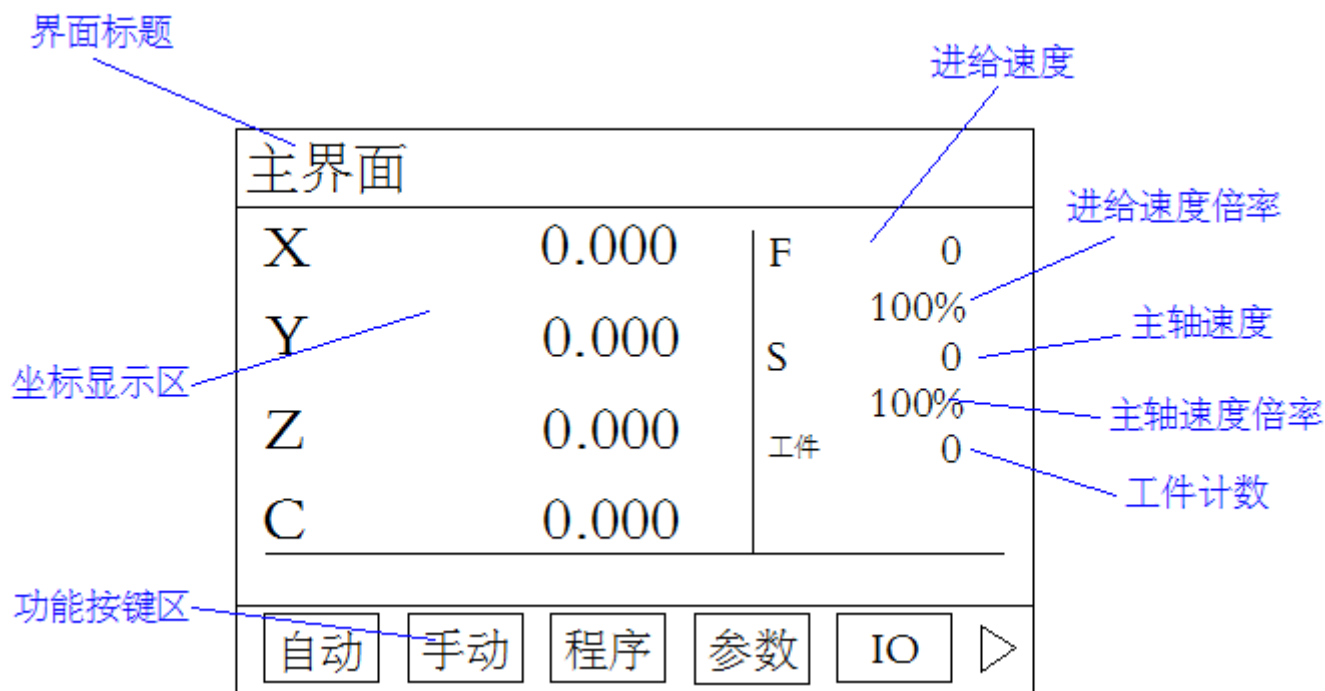 界面标题
进给速度
主界面
进给速度倍率
X 0.000 F 0
100%
主轴速度
Y 0.000 S 0
坐标显示区
100%
主轴速度倍率
Z 0.000 工件 0
工件计数
C 0.000
功能按键区
自动 手动 程序 参数 IO